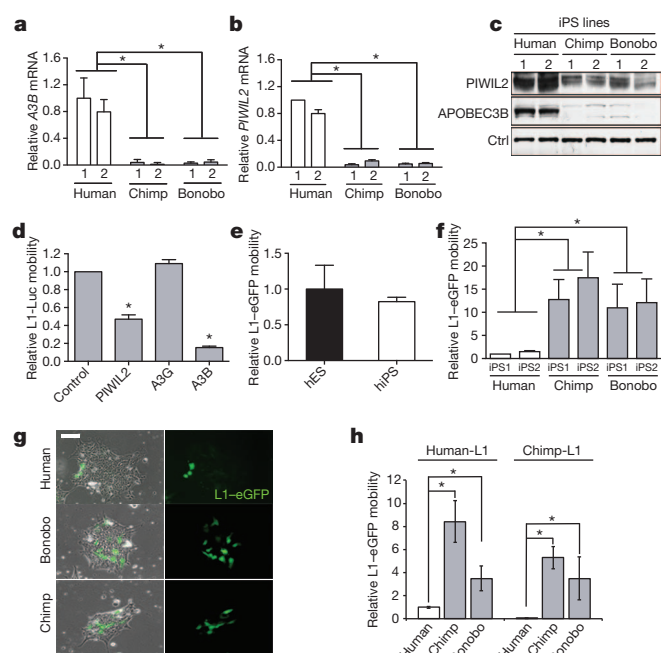 a
Relative A3B mRNA
1.6
1.2
0.8
0.4
0.0
*
*
1 2 1 2 1 2
Human Chimp Bonobo
b
Relative PIWIL2 mRNA
1.6
1.2
0.8
0.4
0.0
*
*
1 2 1 2 1 2
Human Chimp Bonobo
c
iPS lines
Human Chimp Bonobo
1 2 1 2 1 2
PIWIL2
APOBEC3B
Ctrl
d
Relative L1-Luc mobility
1.4
1.2
1.0
0.8
0.6
0.4
0.2
0
*
*
Control PIWIL2 A3G A3B
e
Relative L1–eGFP mobility
1.5
1.0
0.5
0
hES hiPS
f
Relative L1–eGFP mobility
25
20
15
10
5
0
*
*
iPS1 iPS2 iPS1 iPS2 iPS1 iPS2
Human Chimp Bonobo
g
Human
Bonobo
Chimp
L1–eGFP
h
Human-L1 Chimp-L1
Relative L1–eGFP mobility
12
10
8
6
4
2
0
*
*
*
*
Human Chimp Bonobo Human Chimp Bonobo